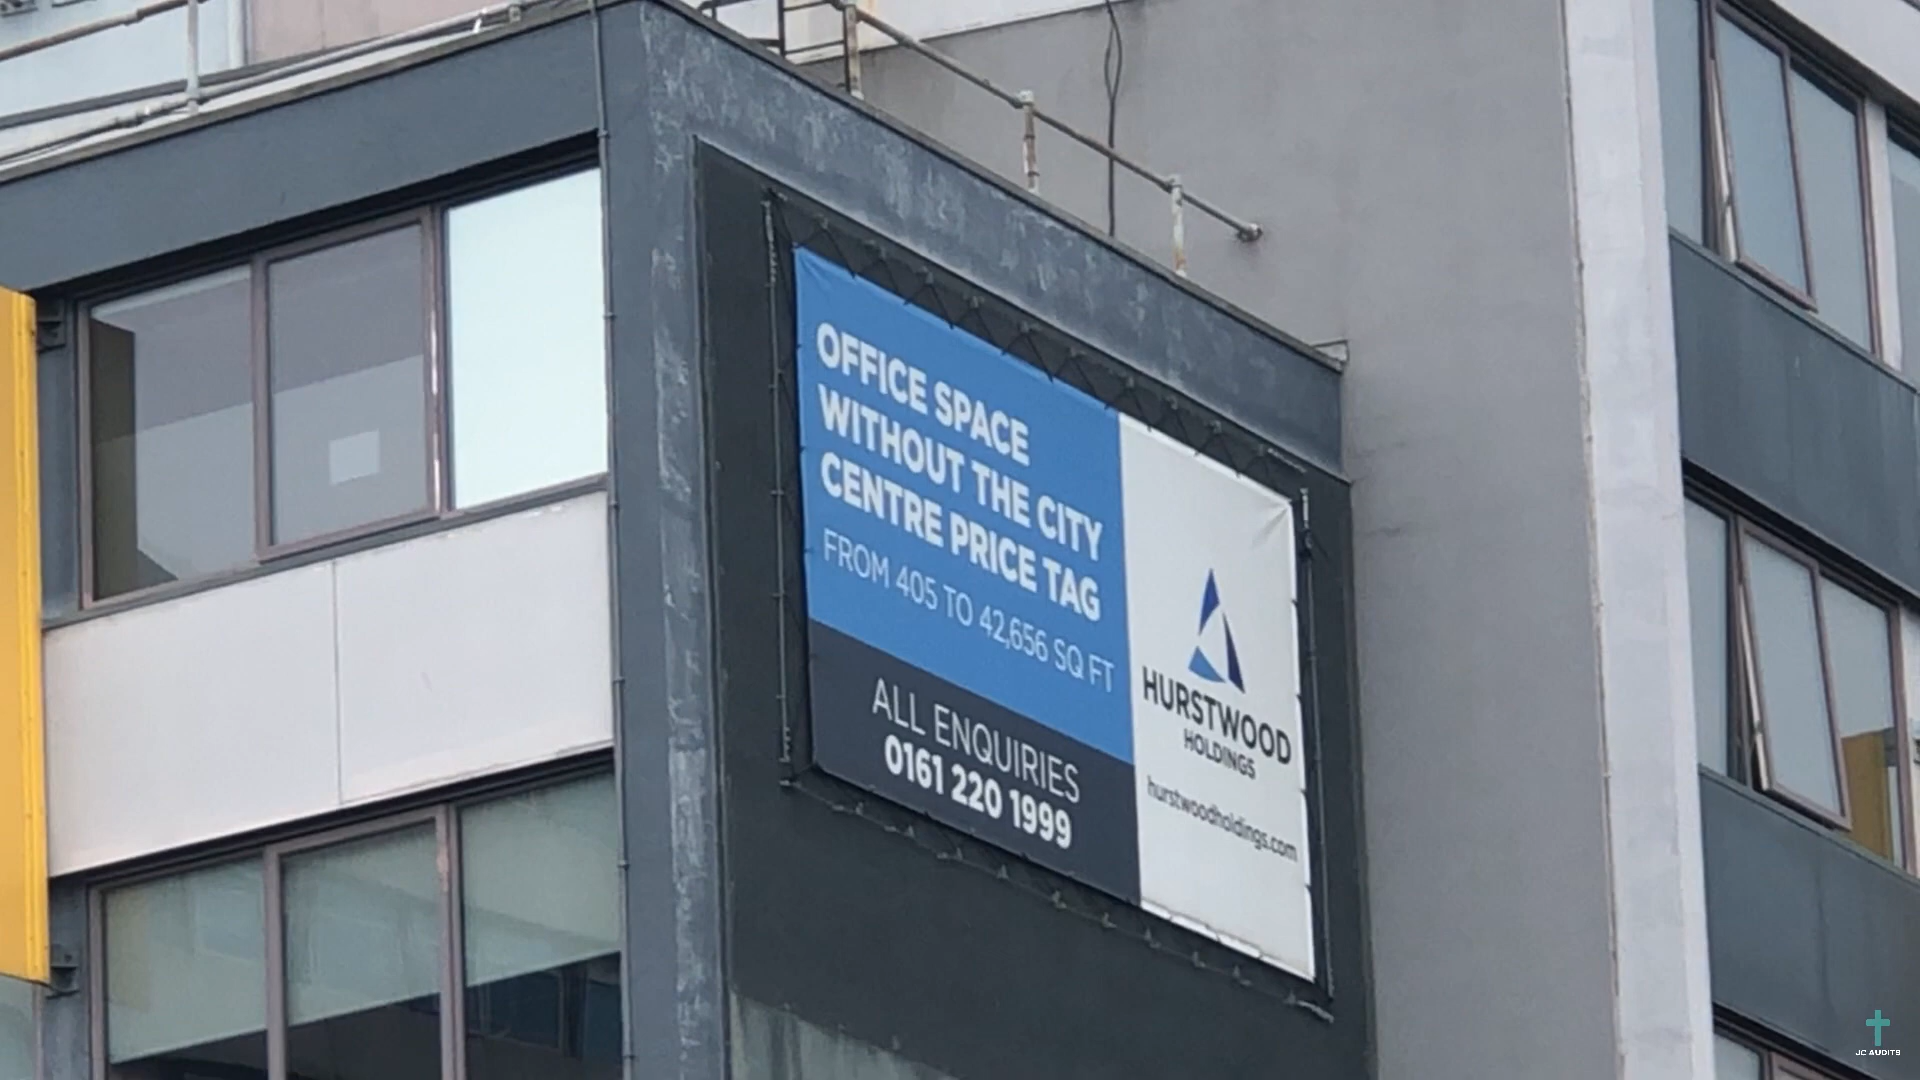 OFFICE SPACE
WITHOUT THE CITY
CENTRE PRICE TAG
FROM 405 TO 42,656 SQ FT
ALL ENQUIRIES
0161 220 1999
HURSTWOOD
HOLDINGS
hurstwoodholdings.com
JC AUDITS